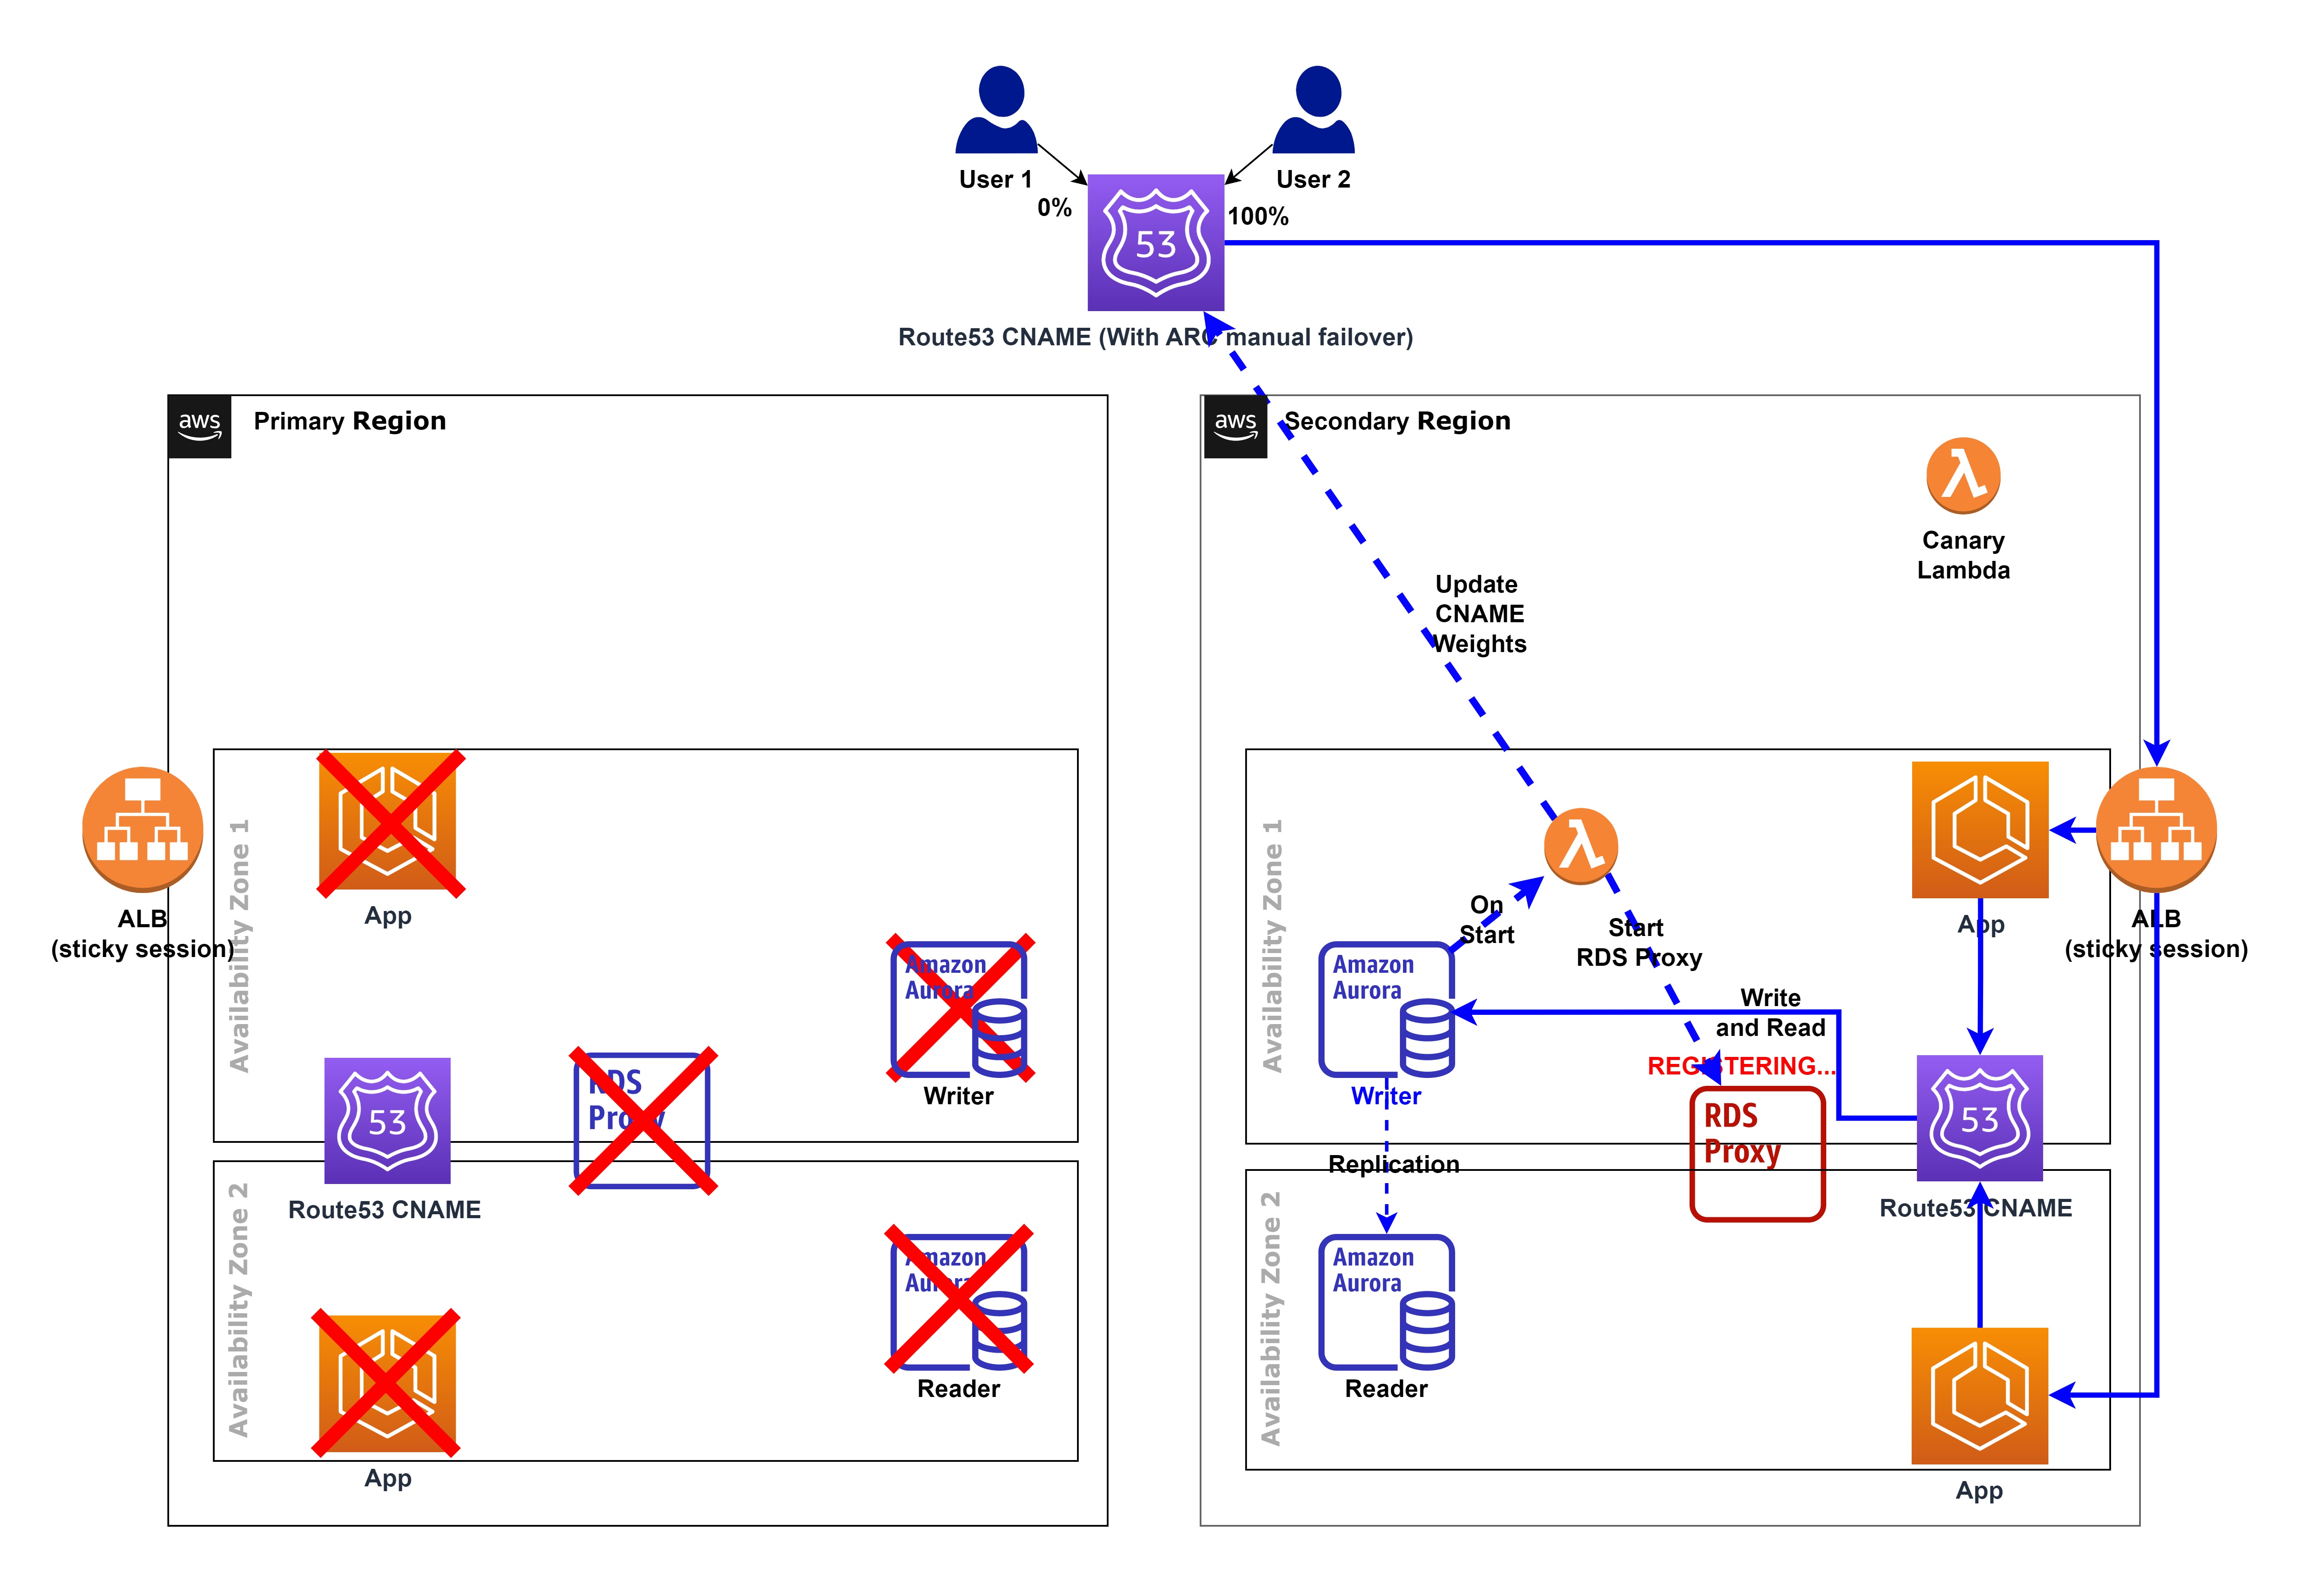 User 1
User 2
0%
100%
53
Route53 CNAME (With ARC manual failover)
aws
Primary Region
aws
Secondary Region
Canary
Lambda
Update
CNAME
Weights
Availability Zone 1
App
ALB
(sticky session)
Amazon
Aurora
Writer
RDS
Proxy
53
Route53 CNAME
Availability Zone 2
Amazon
Aurora
Reader
App
Availability Zone 1
On
Start
Start
RDS Proxy
App
ALB
(sticky session)
Amazon
Aurora
Writer
Write
and Read
REGISTERING...
RDS
Proxy
53
Route53 CNAME
Replication
Availability Zone 2
Amazon
Aurora
Reader
App